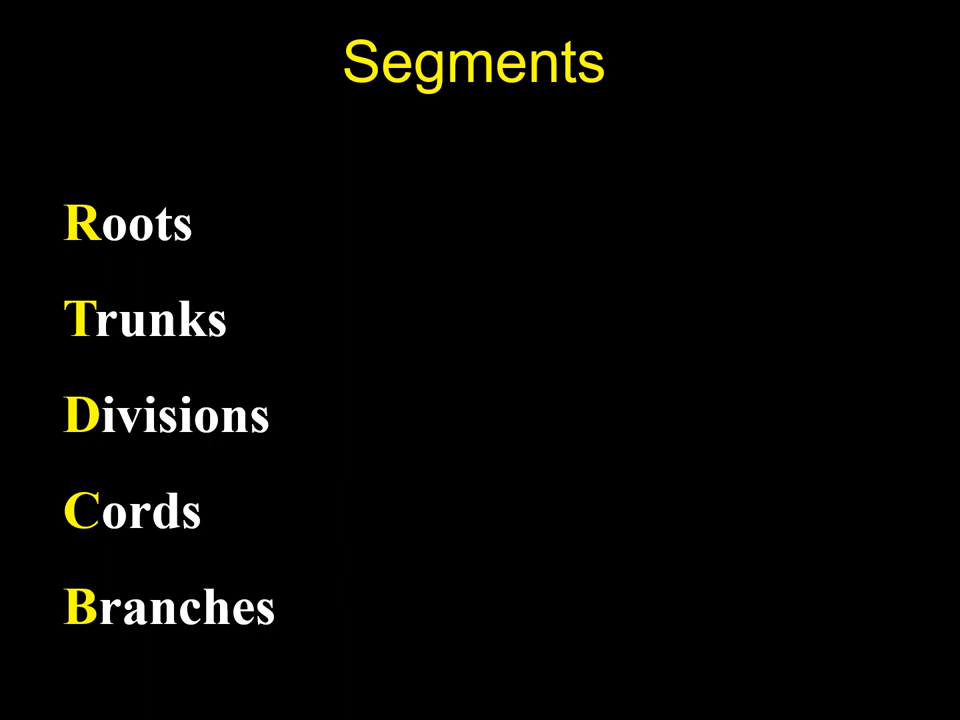 Segments
Roots
Trunks
Divisions
Cords
Branches